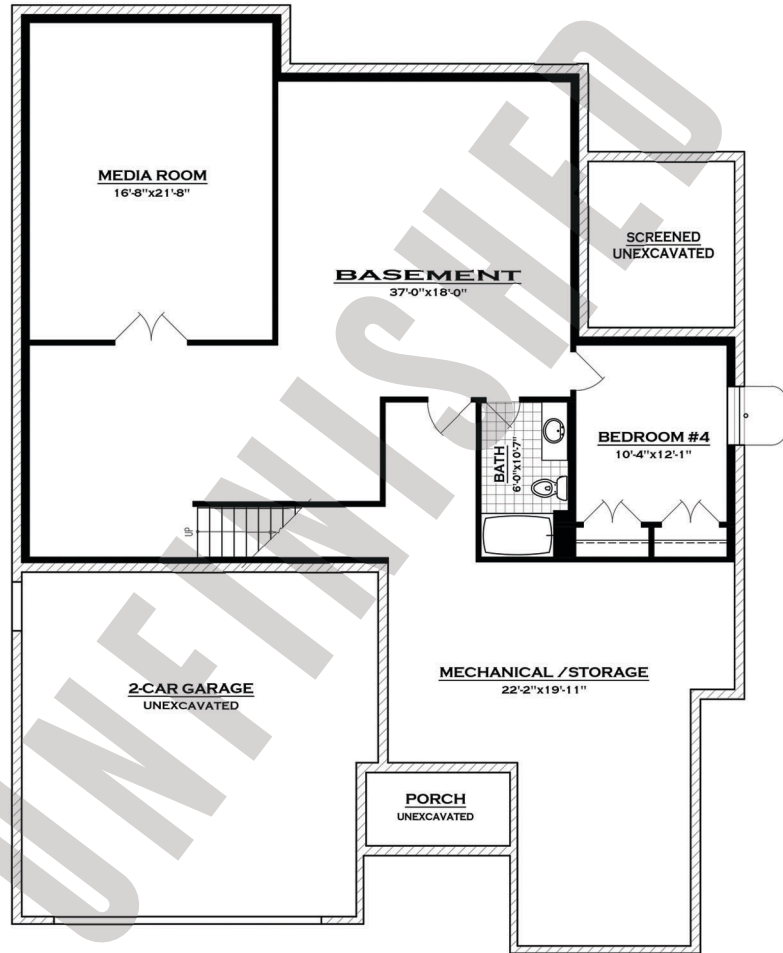 MEDIA ROOM
16'-8"x21'-8"
BASEMENT
37'-0"x18'-0"
SCREENED
UNEXCAVATED
BEDROOM #4
10'-4"x12'-1"
BATH
6'-0"x10'-7"
UP
2-CAR GARAGE
UNEXCAVATED
MECHANICAL /STORAGE
22'-2"x19'-11"
PORCH
UNEXCAVATED
UNFINISHED